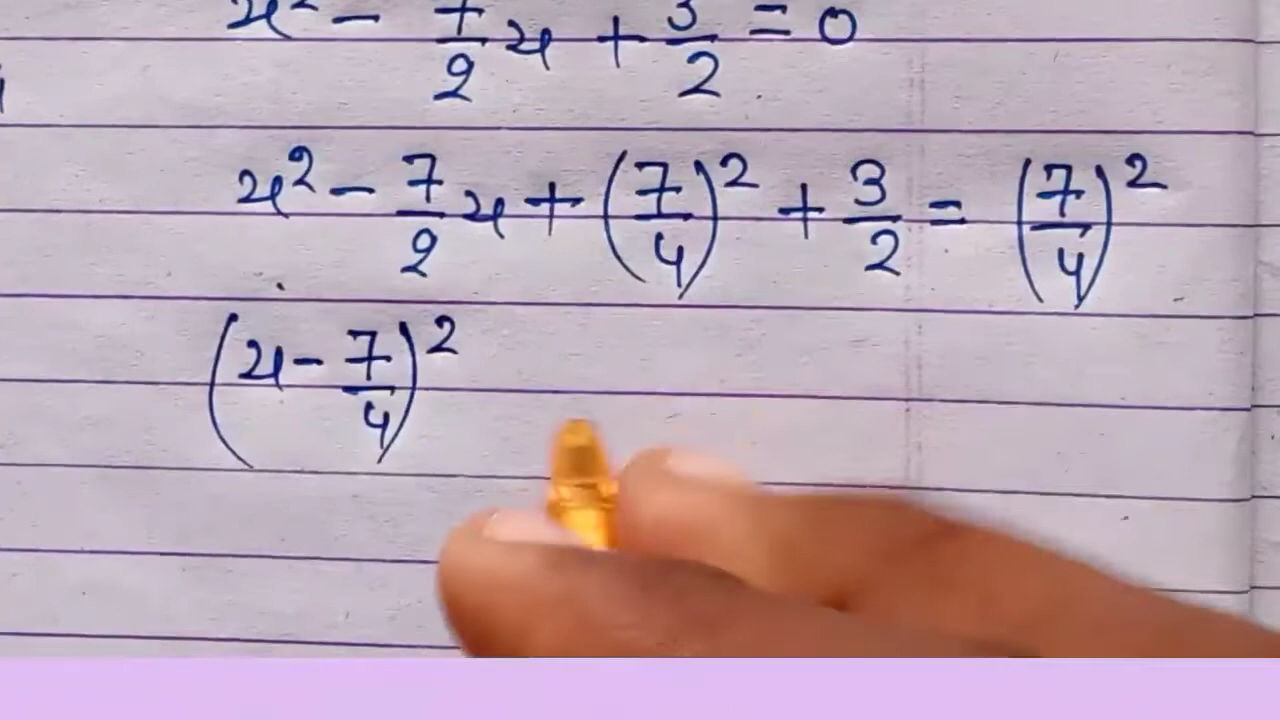 x² - 7/2 x + 3/2 = 0
x² - 7/2 x + (7/4)² + 3/2 = (7/4)²
(x - 7/4)²